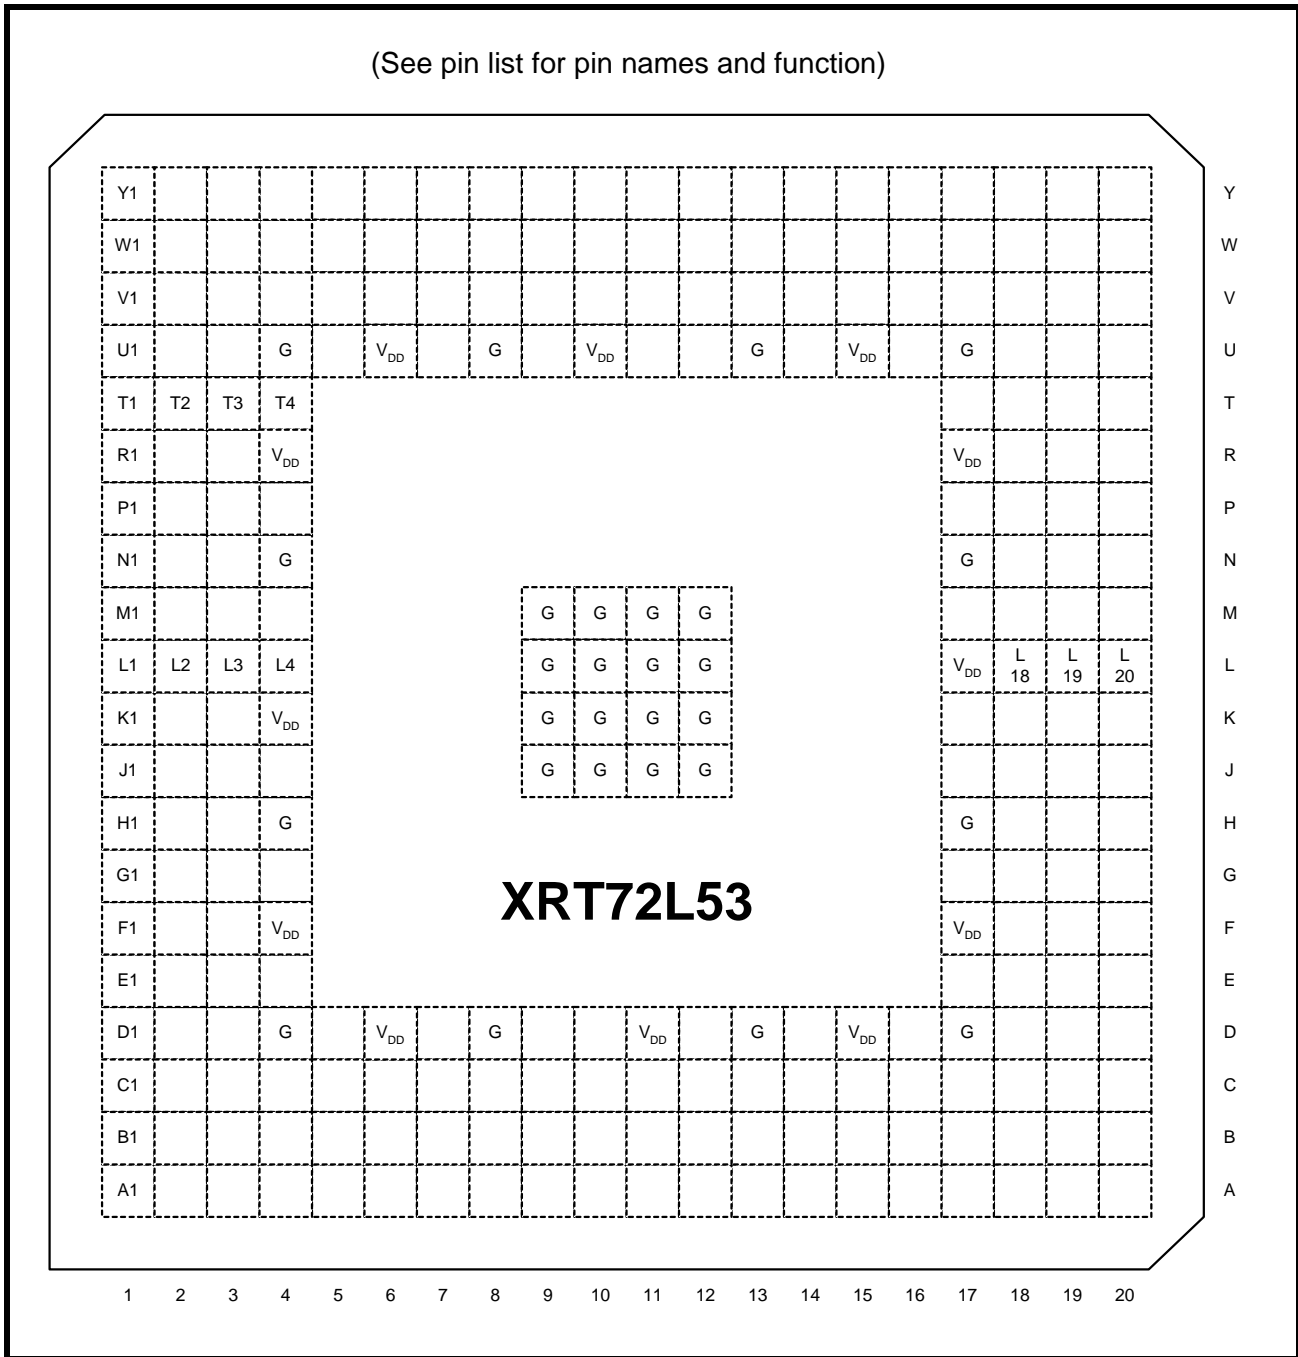 (See pin list for pin names and function)
Y1 Y
W1 W
V1 V
U1 G VDD G VDD G VDD G U
T1 T2 T3 T4 T
R1 VDD VDD R
P1 P
N1 G G N
M1 G G G G M
L1 L2 L3 L4 G G G G VDD L 18 L 19 L 20 L
K1 VDD G G G G K
J1 G G G G J
H1 G G H
G1 G
XRT72L53
F1 VDD VDD F
E1 E
D1 G VDD G VDD G VDD G D
C1 C
B1 B
A1 A
1 2 3 4 5 6 7 8 9 10 11 12 13 14 15 16 17 18 19 20